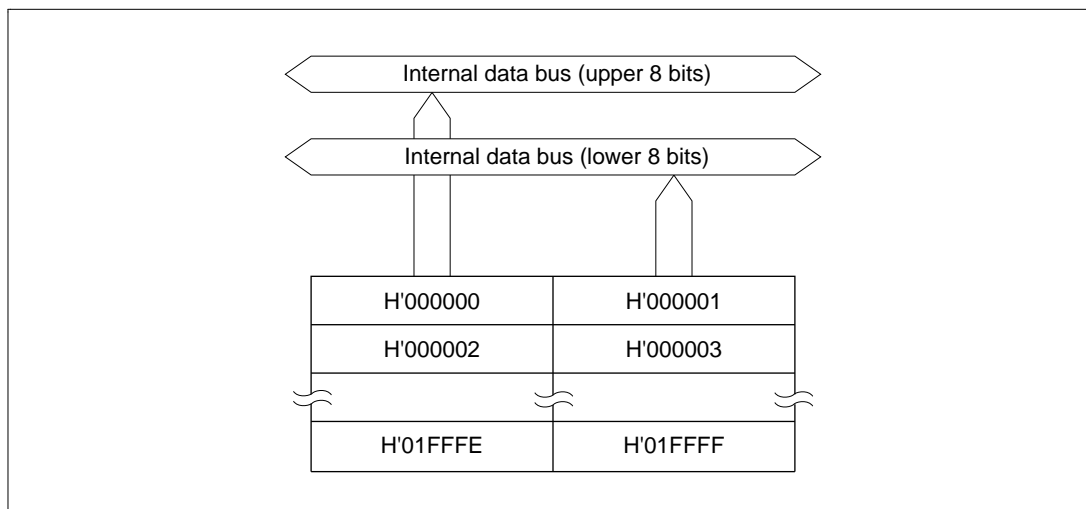 Internal data bus (upper 8 bits)
Internal data bus (lower 8 bits)
H'000000 H'000001
H'000002 H'000003
H'01FFFE H'01FFFF